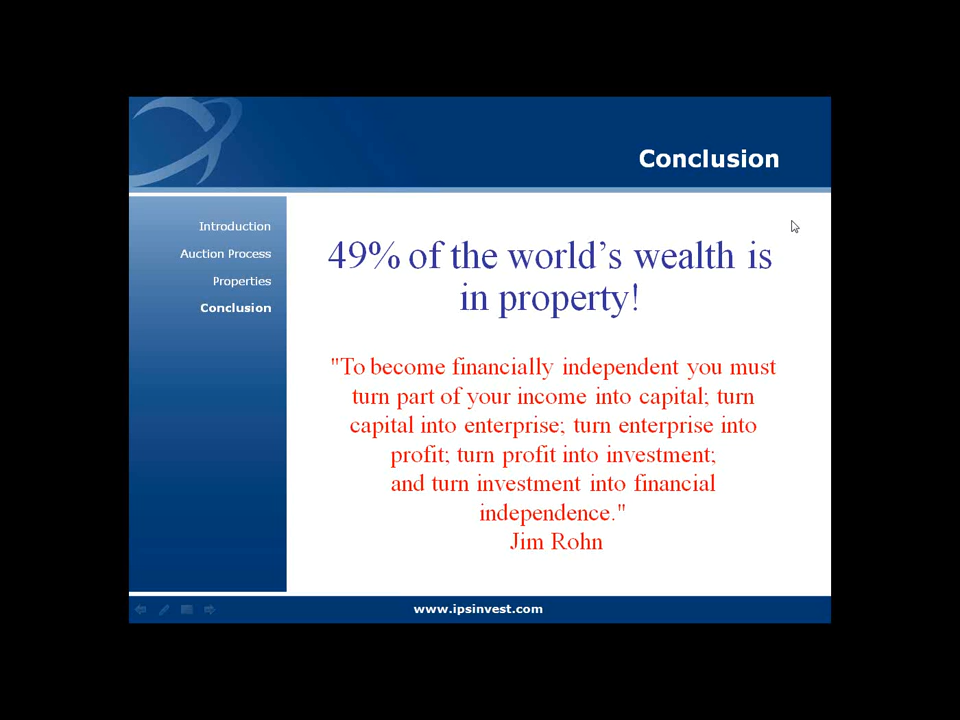 Conclusion
Introduction
Auction Process
Properties
Conclusion
49% of the world's wealth is
in property!
"To become financially independent you must
turn part of your income into capital; turn
capital into enterprise; turn enterprise into
profit; turn profit into investment;
and turn investment into financial
independence."
Jim Rohn
www.ipsinvest.com